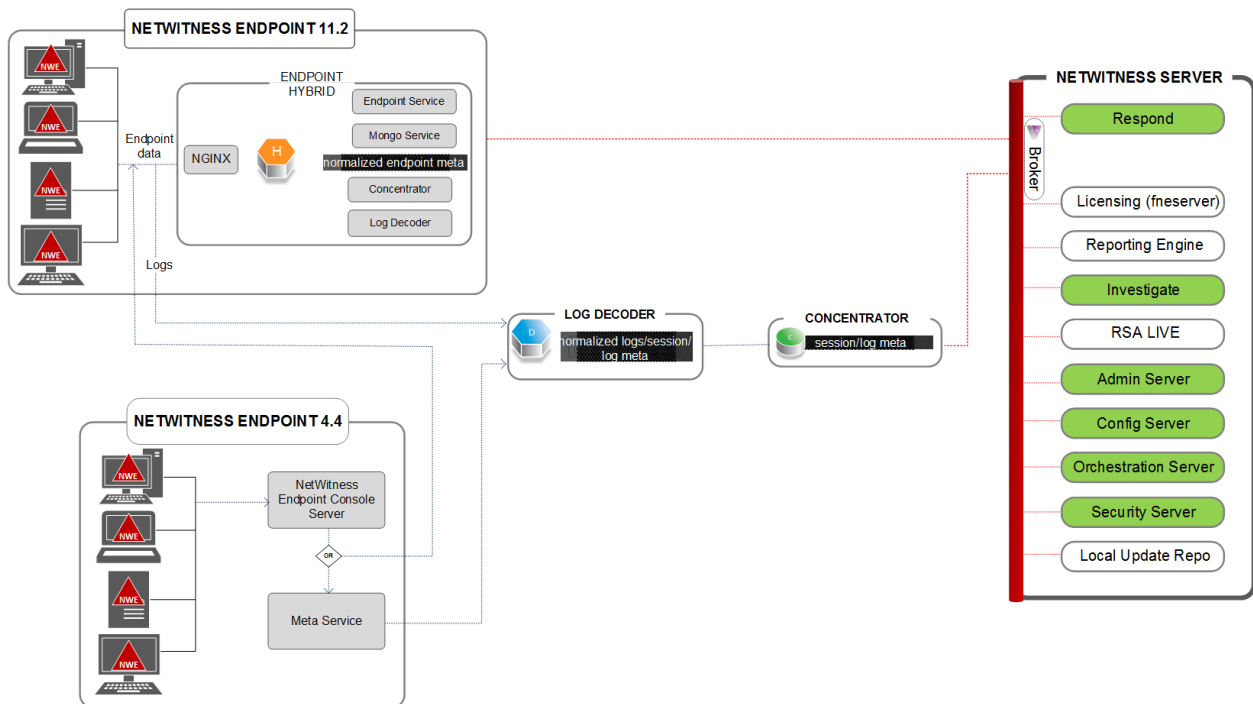 NETWITNESS ENDPOINT 11.2
NWE
NWE
NWE
NWE
Endpoint
data
Logs
ENDPOINT
HYBRID
NGINX
H
Endpoint Service
Mongo Service
normalized endpoint meta
Concentrator
Log Decoder
NETWITNESS ENDPOINT 4.4
NWE
NWE
NWE
NWE
NetWitness
Endpoint Console
Server
OR
Meta Service
LOG DECODER
D
normalized logs/session/
log meta
CONCENTRATOR
C
session/log meta
NETWITNESS SERVER
Broker
Respond
Licensing (fneserver)
Reporting Engine
Investigate
RSA LIVE
Admin Server
Config Server
Orchestration Server
Security Server
Local Update Repo